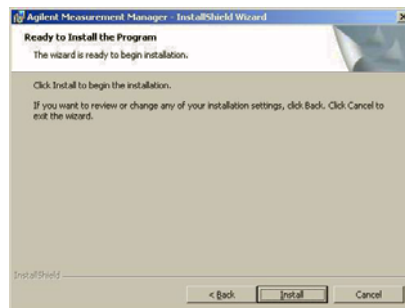 Agilent Measurement Manager - InstallShield Wizard
Ready to Install the Program
The wizard is ready to begin installation.
Click Install to begin the installation.
If you want to review or change any of your installation settings, click Back. Click Cancel to
exit the wizard.
InstallShield
< Back Install Cancel